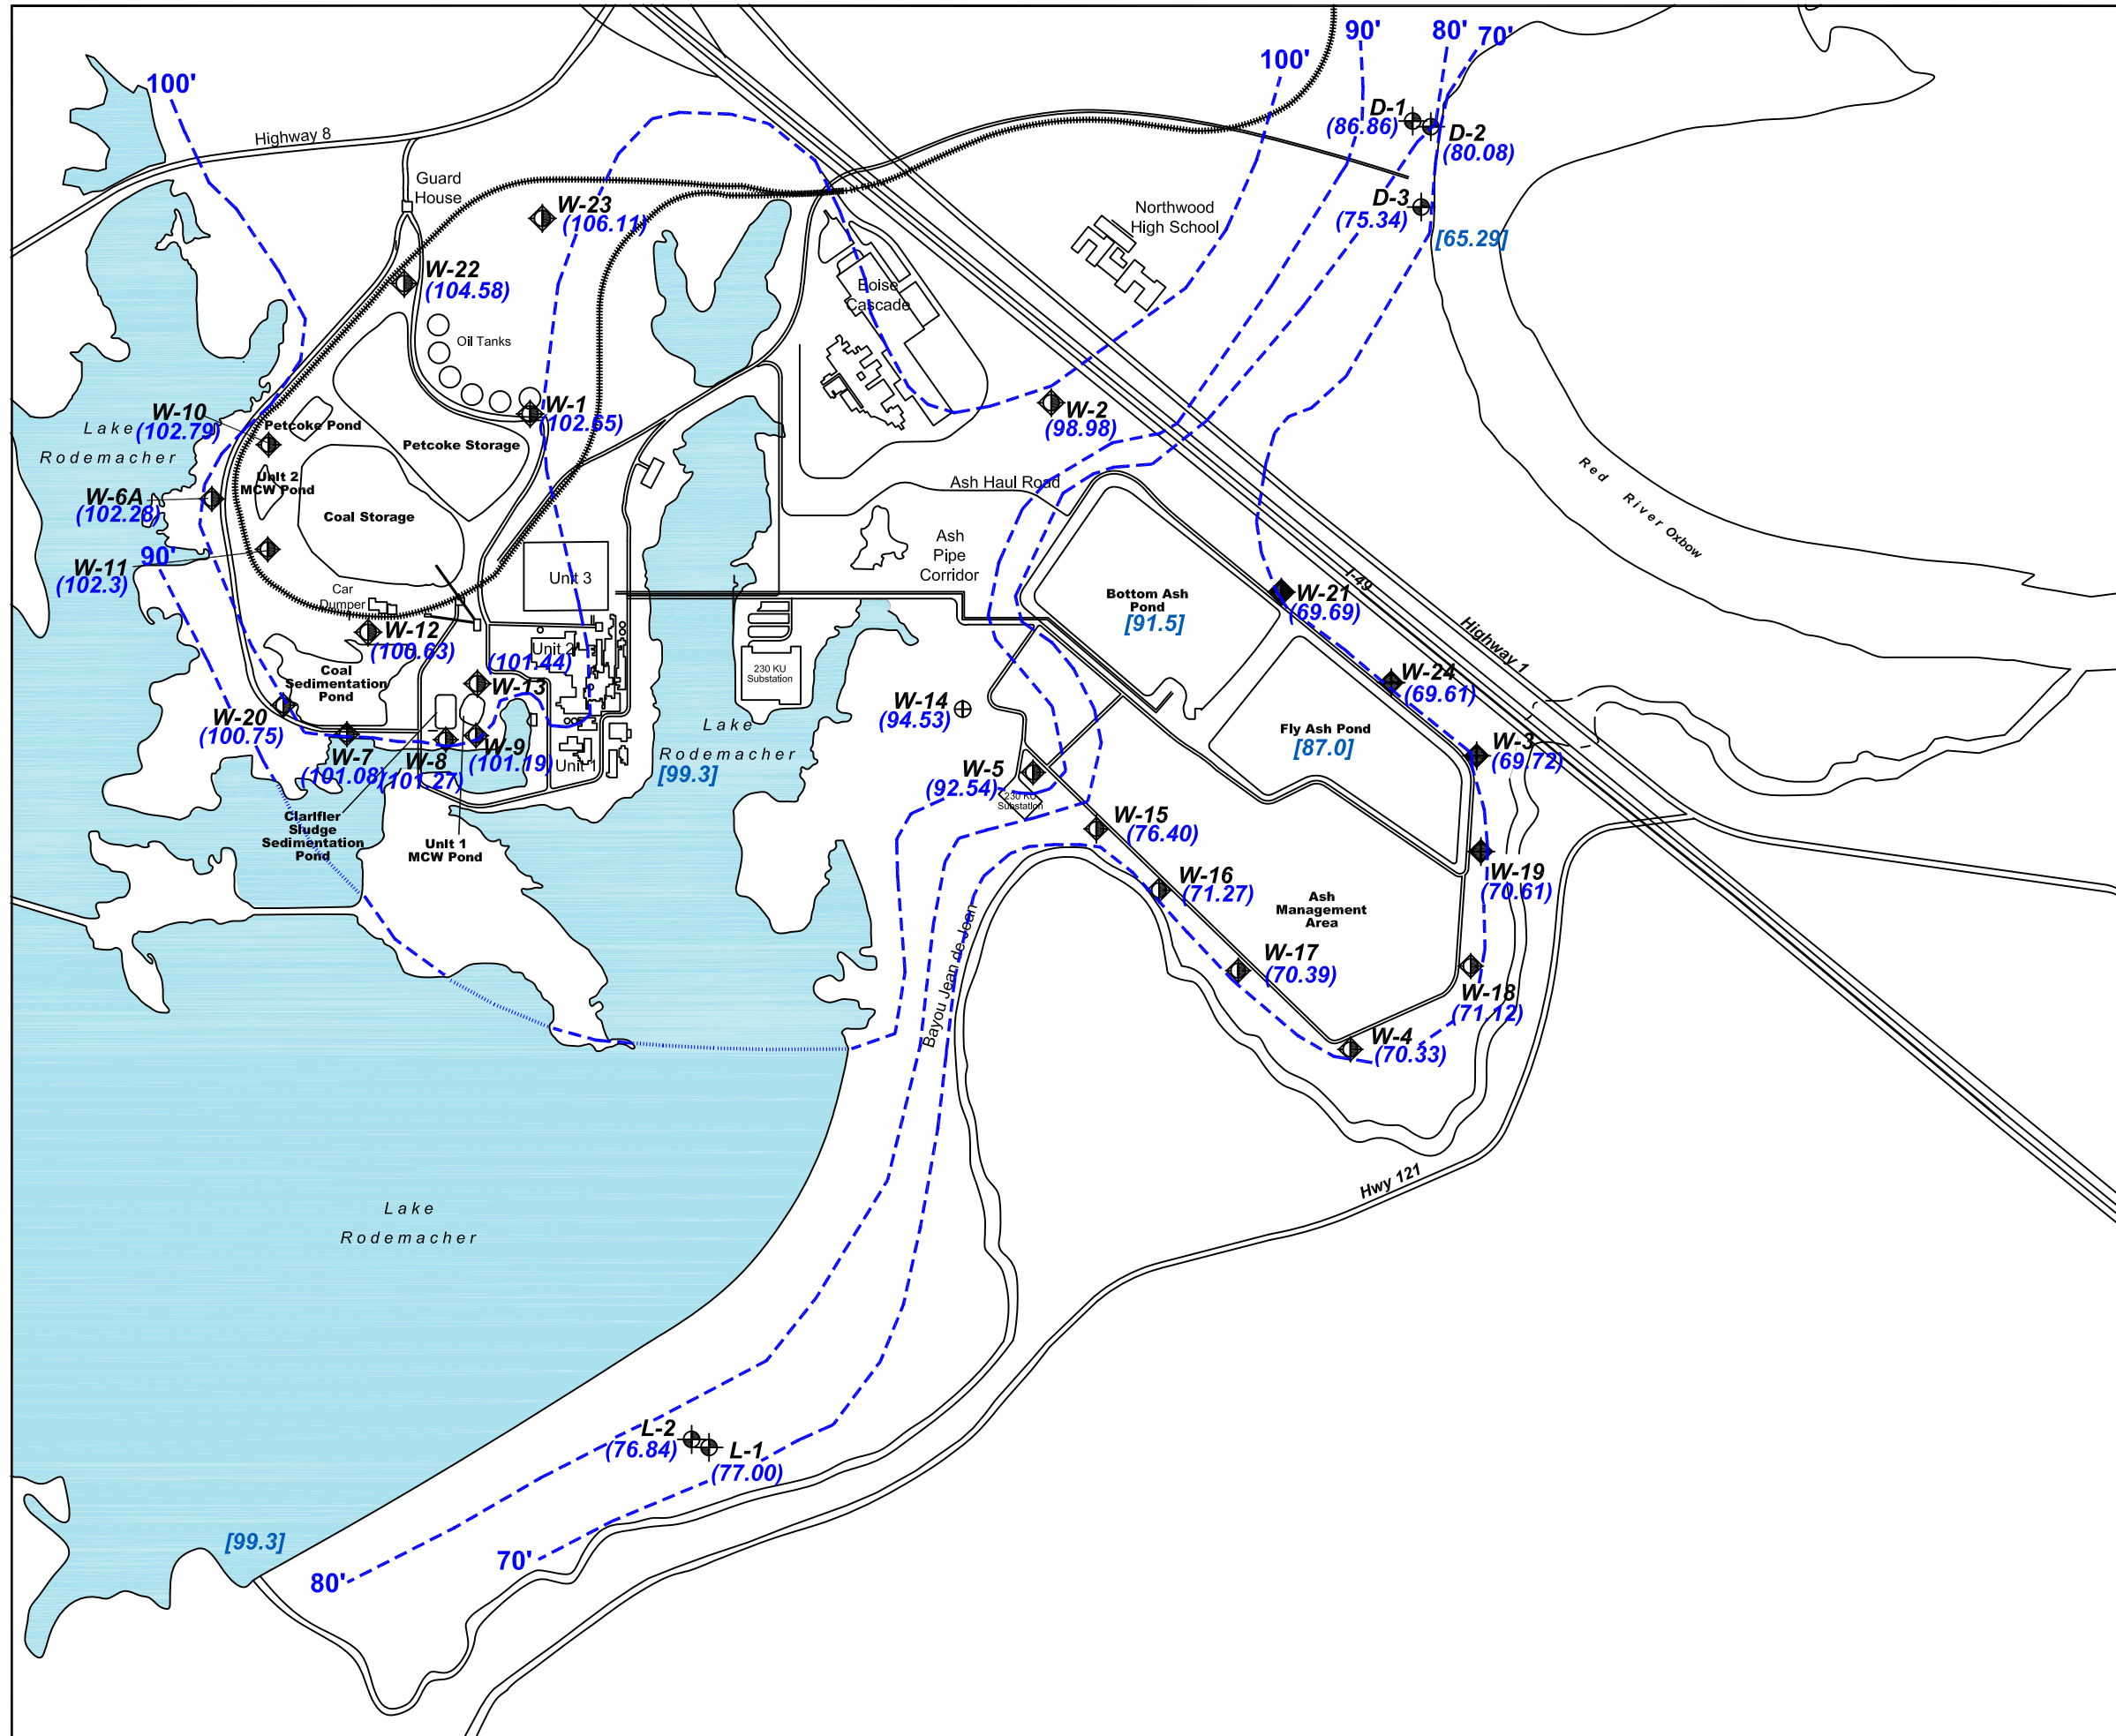 90'
80'
70'
100'
100'
D-1
(86.86)
D-2
(80.08)
Highway 8
Guard
House
W-23
(106.11)
Northwood
High School
D-3
(75.34)
[65.29]
W-22
(104.58)
Boise
Cascade
Oil Tanks
W-10
(102.79)
Lake
Rodemacher
Petcoke Pond
W-1
(102.65)
Petcoke Storage
W-2
(98.98)
Unit 2
MCW Pond
Ash Haul Road
Red River Oxbow
W-6A
(102.28)
Coal Storage
90'
W-11
(102.3)
Ash
Pipe
Corridor
Unit 3
Car
Dumper
Bottom Ash
Pond
[91.5]
W-21
(69.69)
I-49
Highway 1
W-12
(100.63)
Unit 2
(101.44)
W-13
Coal
Sedimentation
Pond
230 KU
Substation
W-14
(94.53)
W-24
(69.61)
W-20
(100.75)
Fly Ash Pond
[87.0]
W-3
(69.72)
W-7
(101.08)
W-8
(101.27)
W-9
(101.19)
Unit 1
Lake
Rodemacher
[99.3]
W-5
(92.54)
230 KU
Substation
Clarifier
Sludge
Sedimentation
Pond
Unit 1
MCW Pond
W-15
(76.40)
W-16
(71.27)
W-19
(70.61)
Ash
Management
Area
Bayou Jean de Jean
W-17
(70.39)
W-18
(71.12)
W-4
(70.33)
Hwy 121
Lake
Rodemacher
L-2
(76.84)
L-1
(77.00)
[99.3]
70'
80'